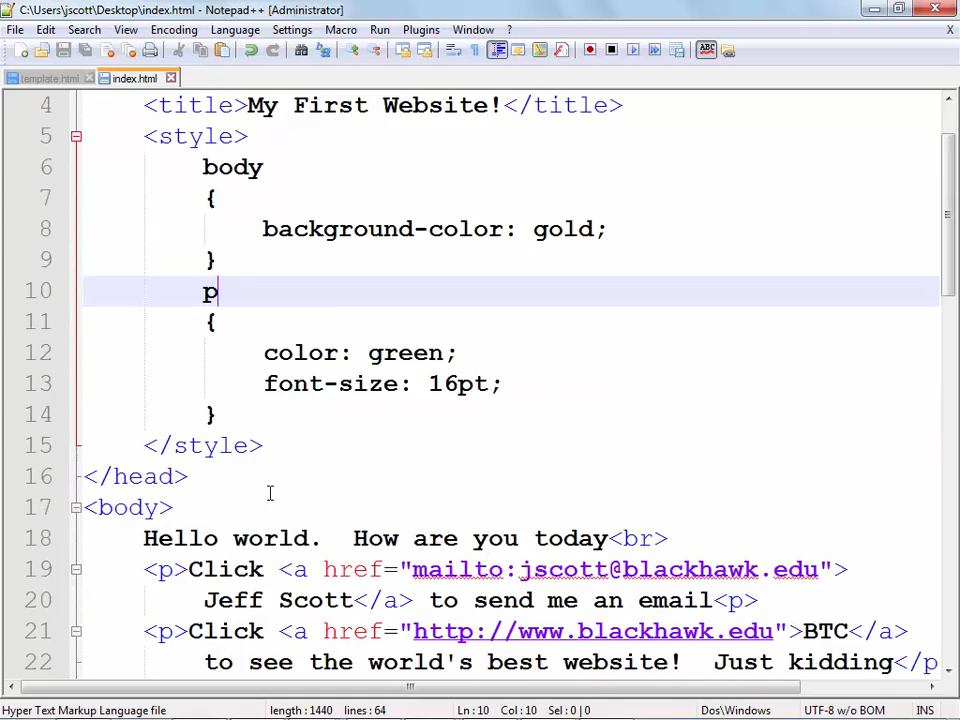 C:\Users\jscott\Desktop\index.html - Notepad++ [Administrator]
File Edit Search View Encoding Language Settings Macro Run Plugins Window ? X
template.html index.html
4 <title>My First Website!</title>
5 <style>
6 body
7 {
8 background-color: gold;
9 }
10 p
11 {
12 color: green;
13 font-size: 16pt;
14 }
15 </style>
16 </head>
17 <body>
18 Hello world.  How are you today<br>
19 <p>Click <a href="mailto:jscott@blackhawk.edu">
20 Jeff Scott</a> to send me an email<p>
21 <p>Click <a href="http://www.blackhawk.edu">BTC</a>
22 to see the world's best website!  Just kidding</p
Hyper Text Markup Language file length : 1440 lines : 64 Ln : 10 Col : 10 Sel : 0 | 0 Dos\Windows UTF-8 w/o BOM INS